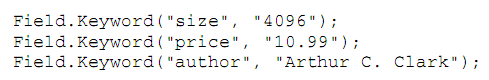 Field.Keyword("size", "4096");
Field.Keyword("price", "10.99");
Field.Keyword("author", "Arthur C. Clark");